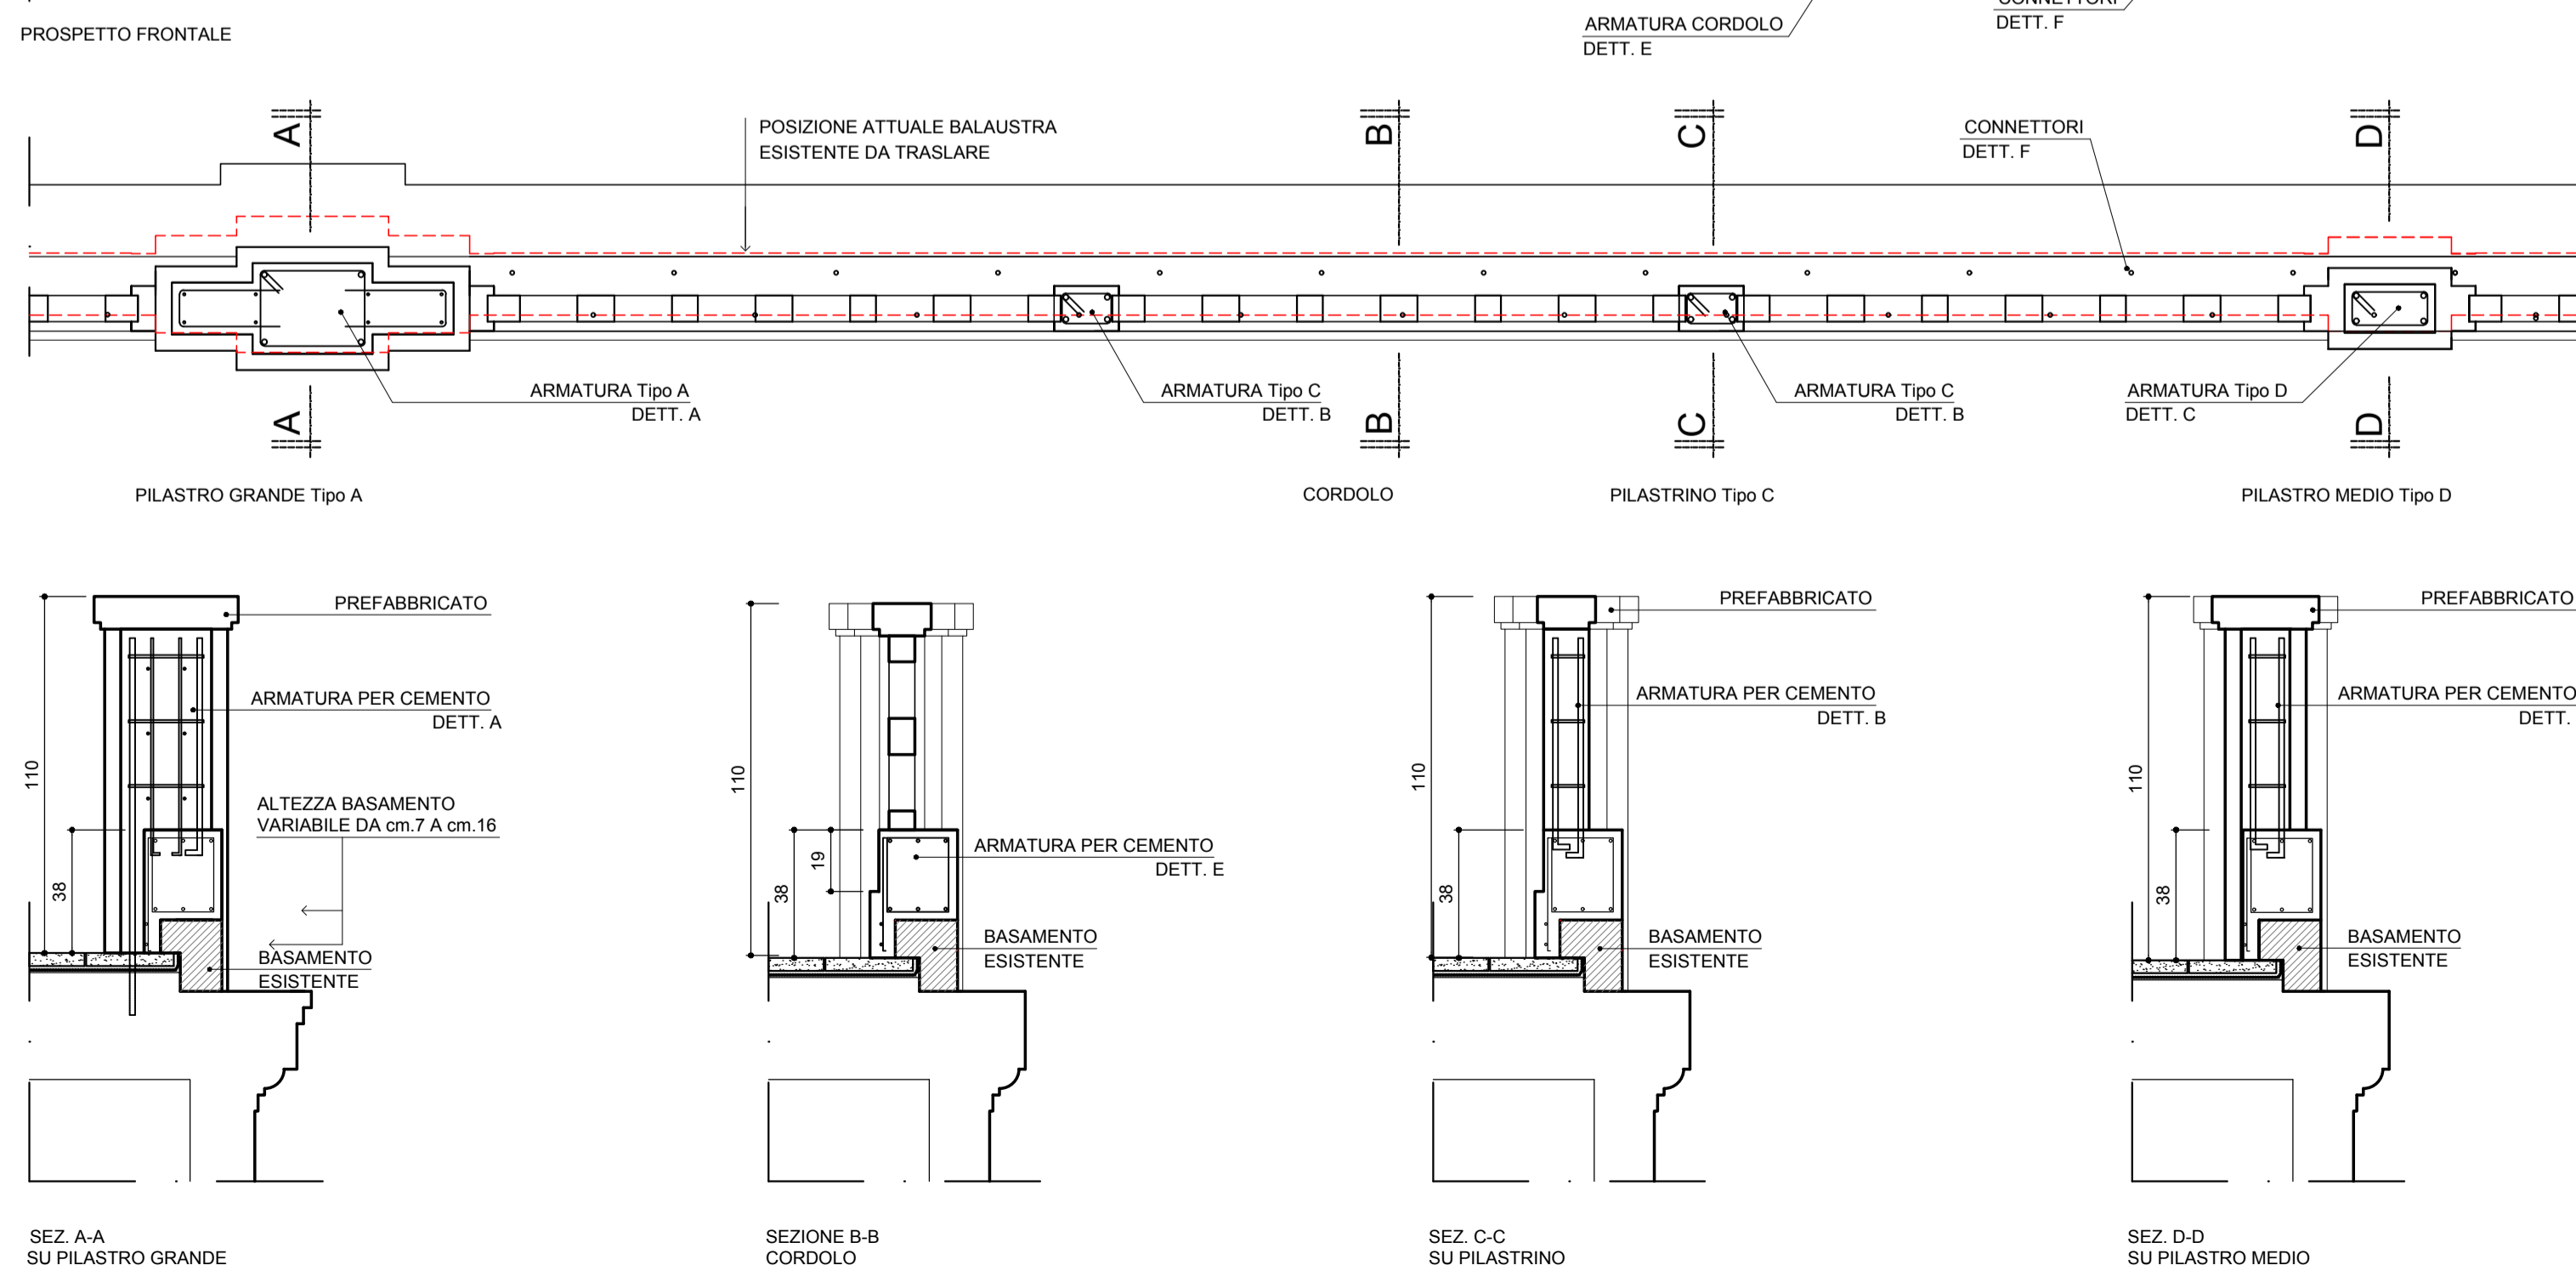 PROSPETTO FRONTALE
ARMATURA CORDOLO
DETT. E
CONNETTORI
DETT. F
A
B
C
D
POSIZIONE ATTUALE BALAUSTRA
ESISTENTE DA TRASLARE
CONNETTORI
DETT. F
ARMATURA Tipo A
DETT. A
ARMATURA Tipo C
DETT. B
ARMATURA Tipo C
DETT. B
ARMATURA Tipo D
DETT. C
A
B
C
D
PILASTRO GRANDE Tipo A
CORDOLO
PILASTRINO Tipo C
PILASTRO MEDIO Tipo D
PREFABBRICATO
ARMATURA PER CEMENTO
DETT. A
110
38
ALTEZZA BASAMENTO
VARIABILE DA cm.7 A cm.16
BASAMENTO
ESISTENTE
SEZ. A-A
SU PILASTRO GRANDE
110
38
19
ARMATURA PER CEMENTO
DETT. E
BASAMENTO
ESISTENTE
SEZIONE B-B
CORDOLO
PREFABBRICATO
ARMATURA PER CEMENTO
DETT. B
110
38
BASAMENTO
ESISTENTE
SEZ. C-C
SU PILASTRINO
PREFABBRICATO
ARMATURA PER CEMENTO
DETT.
110
38
BASAMENTO
ESISTENTE
SEZ. D-D
SU PILASTRO MEDIO